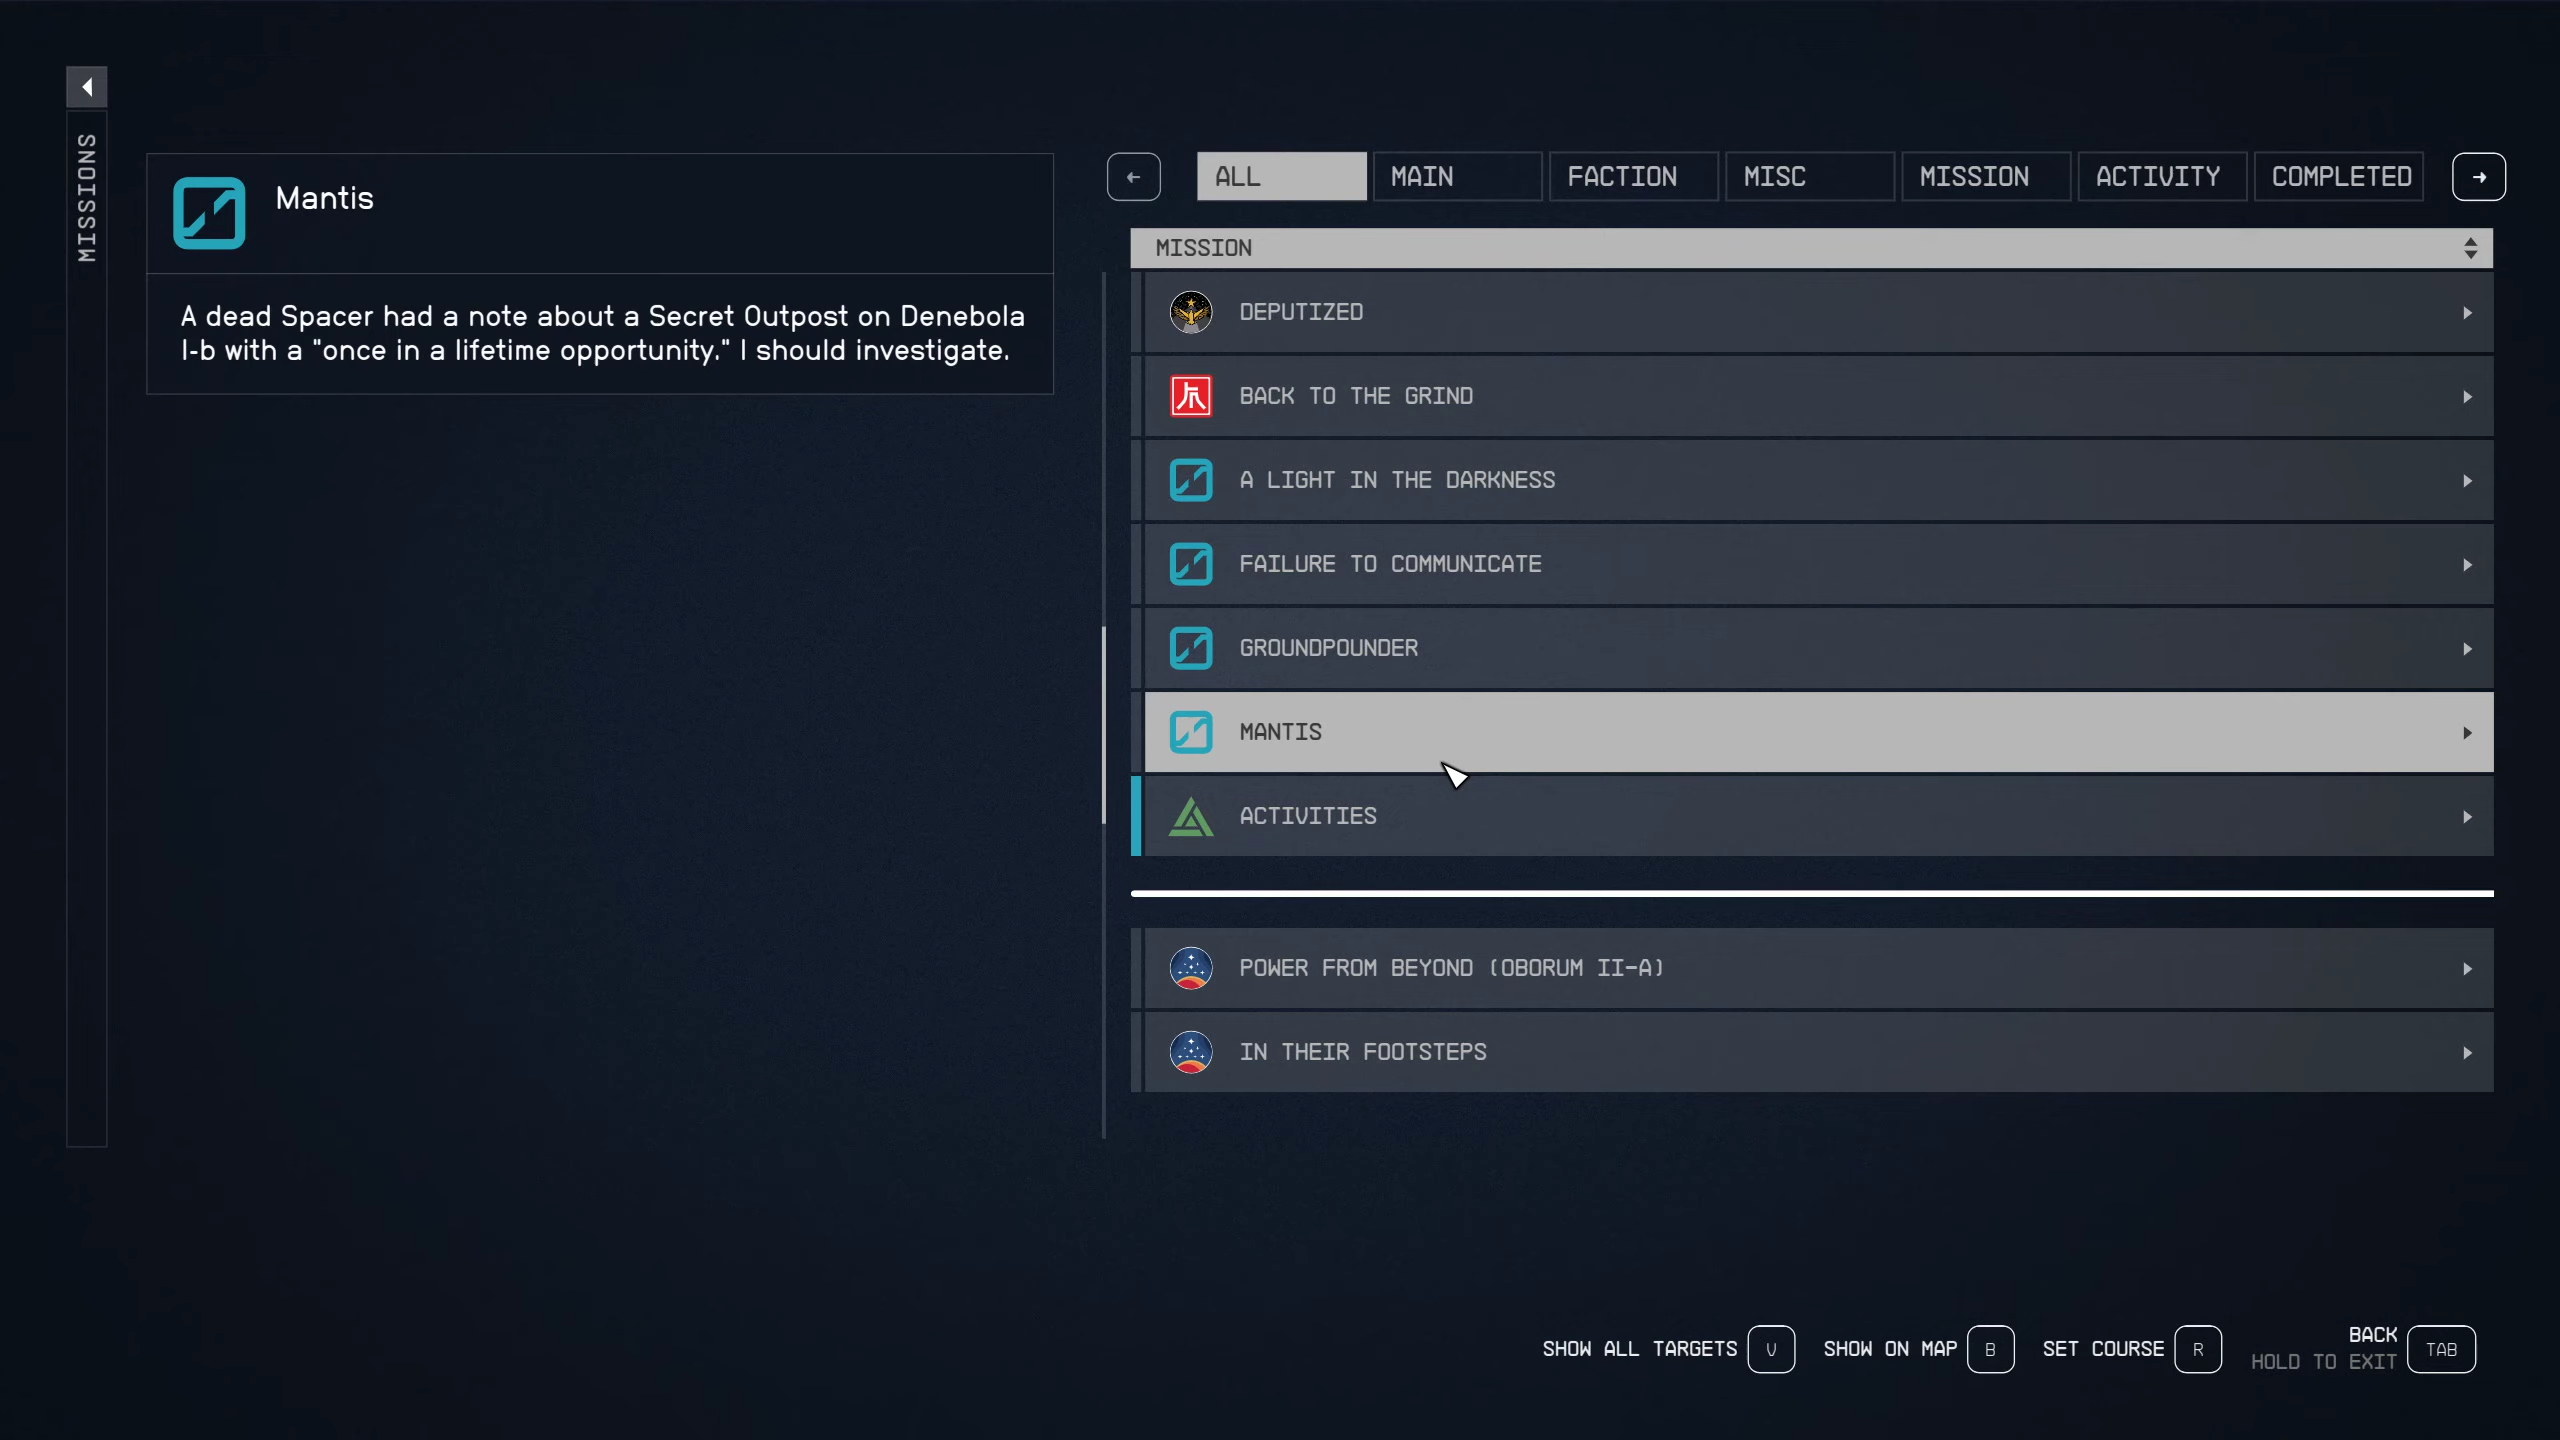 MISSIONS
Mantis
A dead Spacer had a note about a Secret Outpost on Denebola
I-b with a "once in a lifetime opportunity." I should investigate.
ALL
MAIN
FACTION
MISC
MISSION
ACTIVITY
COMPLETED
MISSION
DEPUTIZED
BACK TO THE GRIND
A LIGHT IN THE DARKNESS
FAILURE TO COMMUNICATE
GROUNDPOUNDER
MANTIS
ACTIVITIES
POWER FROM BEYOND (OBORUM II-A)
IN THEIR FOOTSTEPS
SHOW ALL TARGETS V
SHOW ON MAP B
SET COURSE R
BACK
HOLD TO EXIT
TAB